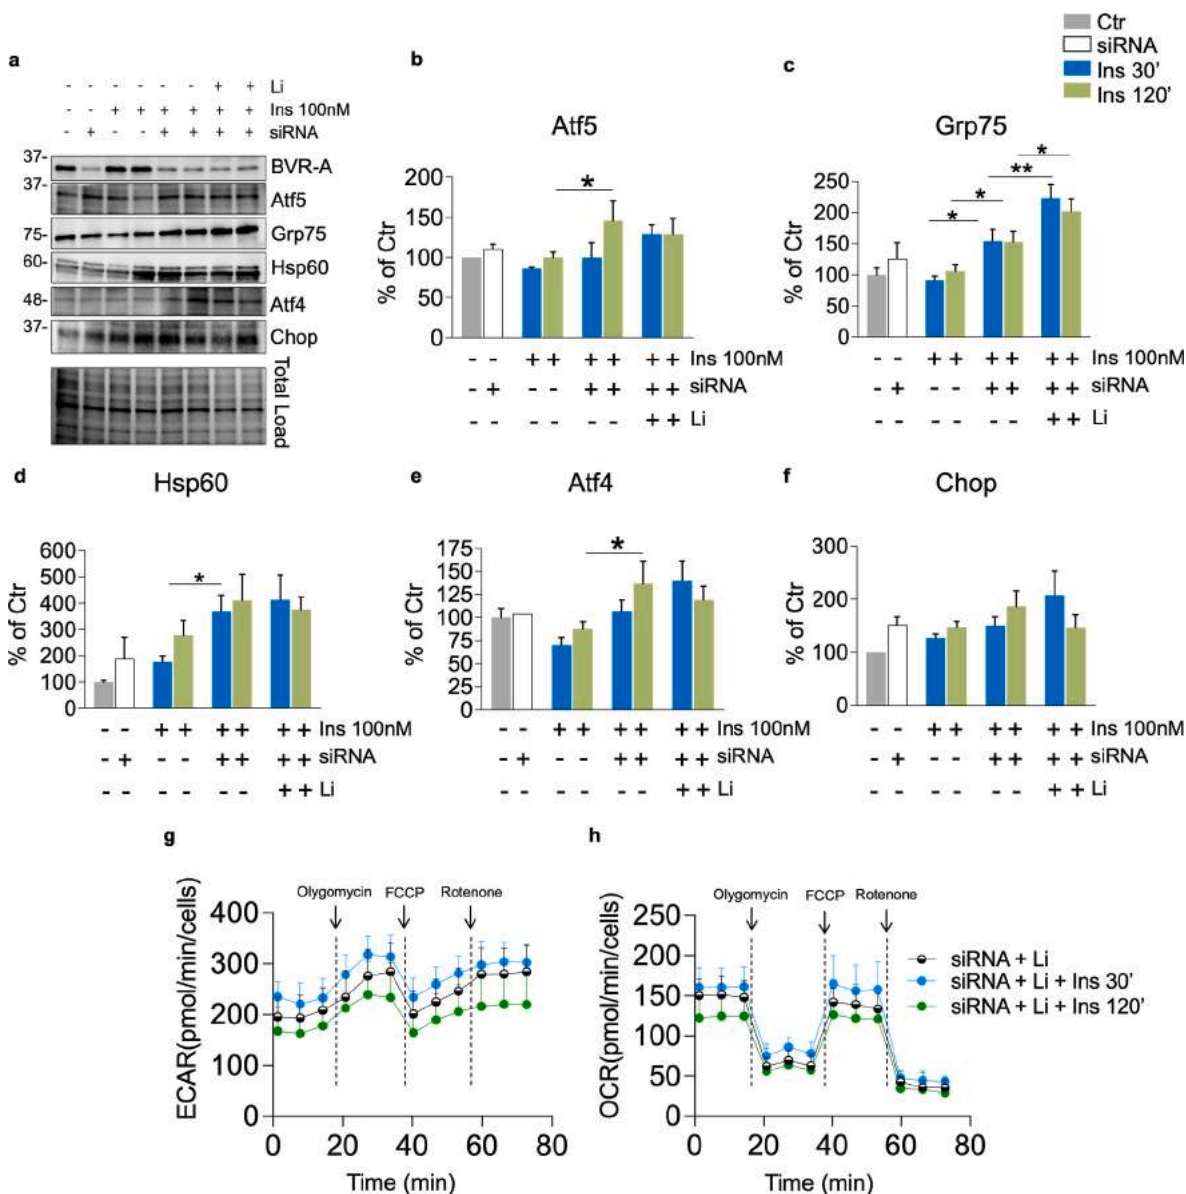 Ctr
siRNA
Ins 30'
Ins 120'
a
- - - - - - + + Li
- - + + + + + + Ins 100nM
- + - - + + + + siRNA
37- BVR-A
37- Atf5
75- Grp75
60- Hsp60
48- Atf4
37- Chop
Total Load
b
Atf5
% of Ctr
200
150
100
50
0
*
- - + + + + + + Ins 100nM
- + - - + + + + siRNA
- - - - - - + + Li
c
Grp75
% of Ctr
250
200
150
100
50
0
* * ** *
- - + + + + + + Ins 100nM
- + - - + + + + siRNA
- - - - - - + + Li
d
Hsp60
% of Ctr
600
500
400
300
200
100
0
*
- - + + + + + + Ins 100nM
- + - - + + + + siRNA
- - - - - - + + Li
e
Atf4
% of Ctr
175
150
125
100
75
50
25
0
*
- - + + + + + + Ins 100nM
- + - - + + + + siRNA
- - - - - - + + Li
f
Chop
% of Ctr
300
200
100
0
- - + + + + + + Ins 100nM
- + - - + + + + siRNA
- - - - - - + + Li
g
Olygomycin FCCP Rotenone
ECAR(pmol/min/cells)
400
300
200
100
0
0 20 40 60 80
Time (min)
h
Olygomycin FCCP Rotenone
OCR(pmol/min/cells)
250
200
150
100
50
0
0 20 40 60 80
Time (min)
siRNA + Li
siRNA + Li + Ins 30'
siRNA + Li + Ins 120'